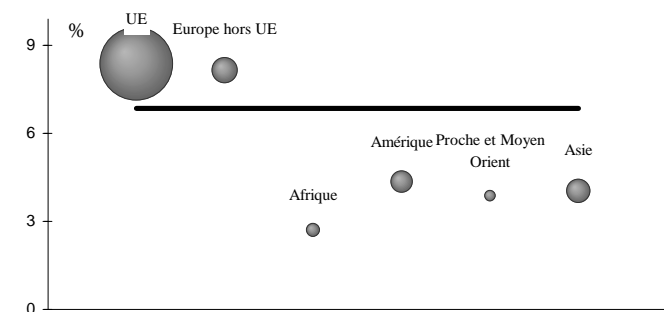 UE
%
Europe hors UE
9
6
Amérique
Proche et Moyen
Orient
Asie
Afrique
3
0